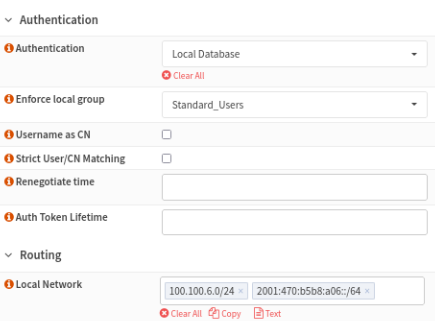 Authentication
Authentication
Local Database
Clear All
Enforce local group
Standard_Users
Username as CN
Strict User/CN Matching
Renegotiate time
Auth Token Lifetime
Routing
Local Network
100.100.6.0/24 × 2001:470:b5b8:a06::/64 ×
Clear All Copy Text